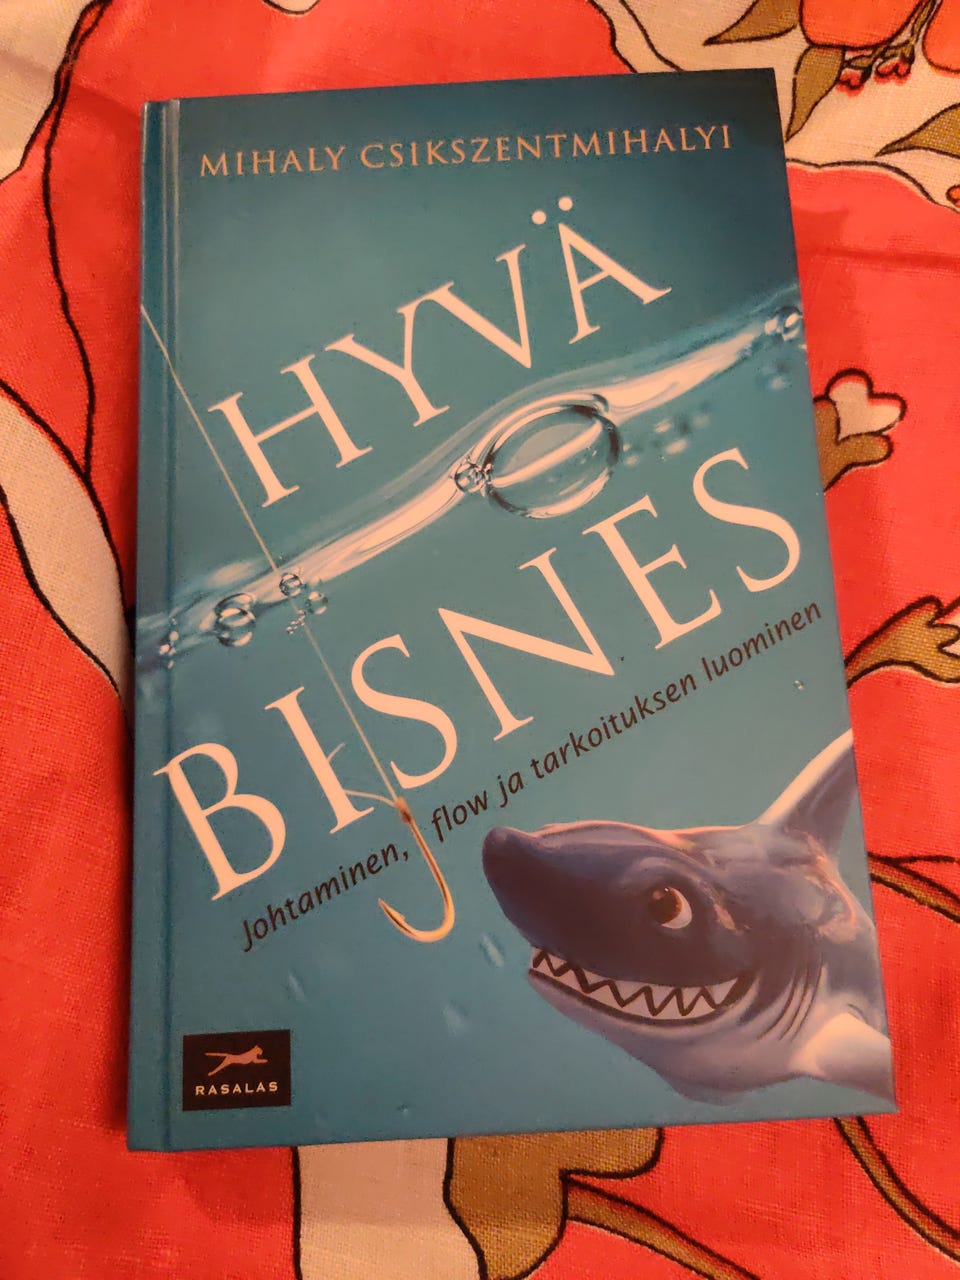 MIHALY CSIKSZENTMIHALYI
HYVÄ
BISNES
Johtaminen, flow ja tarkoituksen luominen
RASALAS